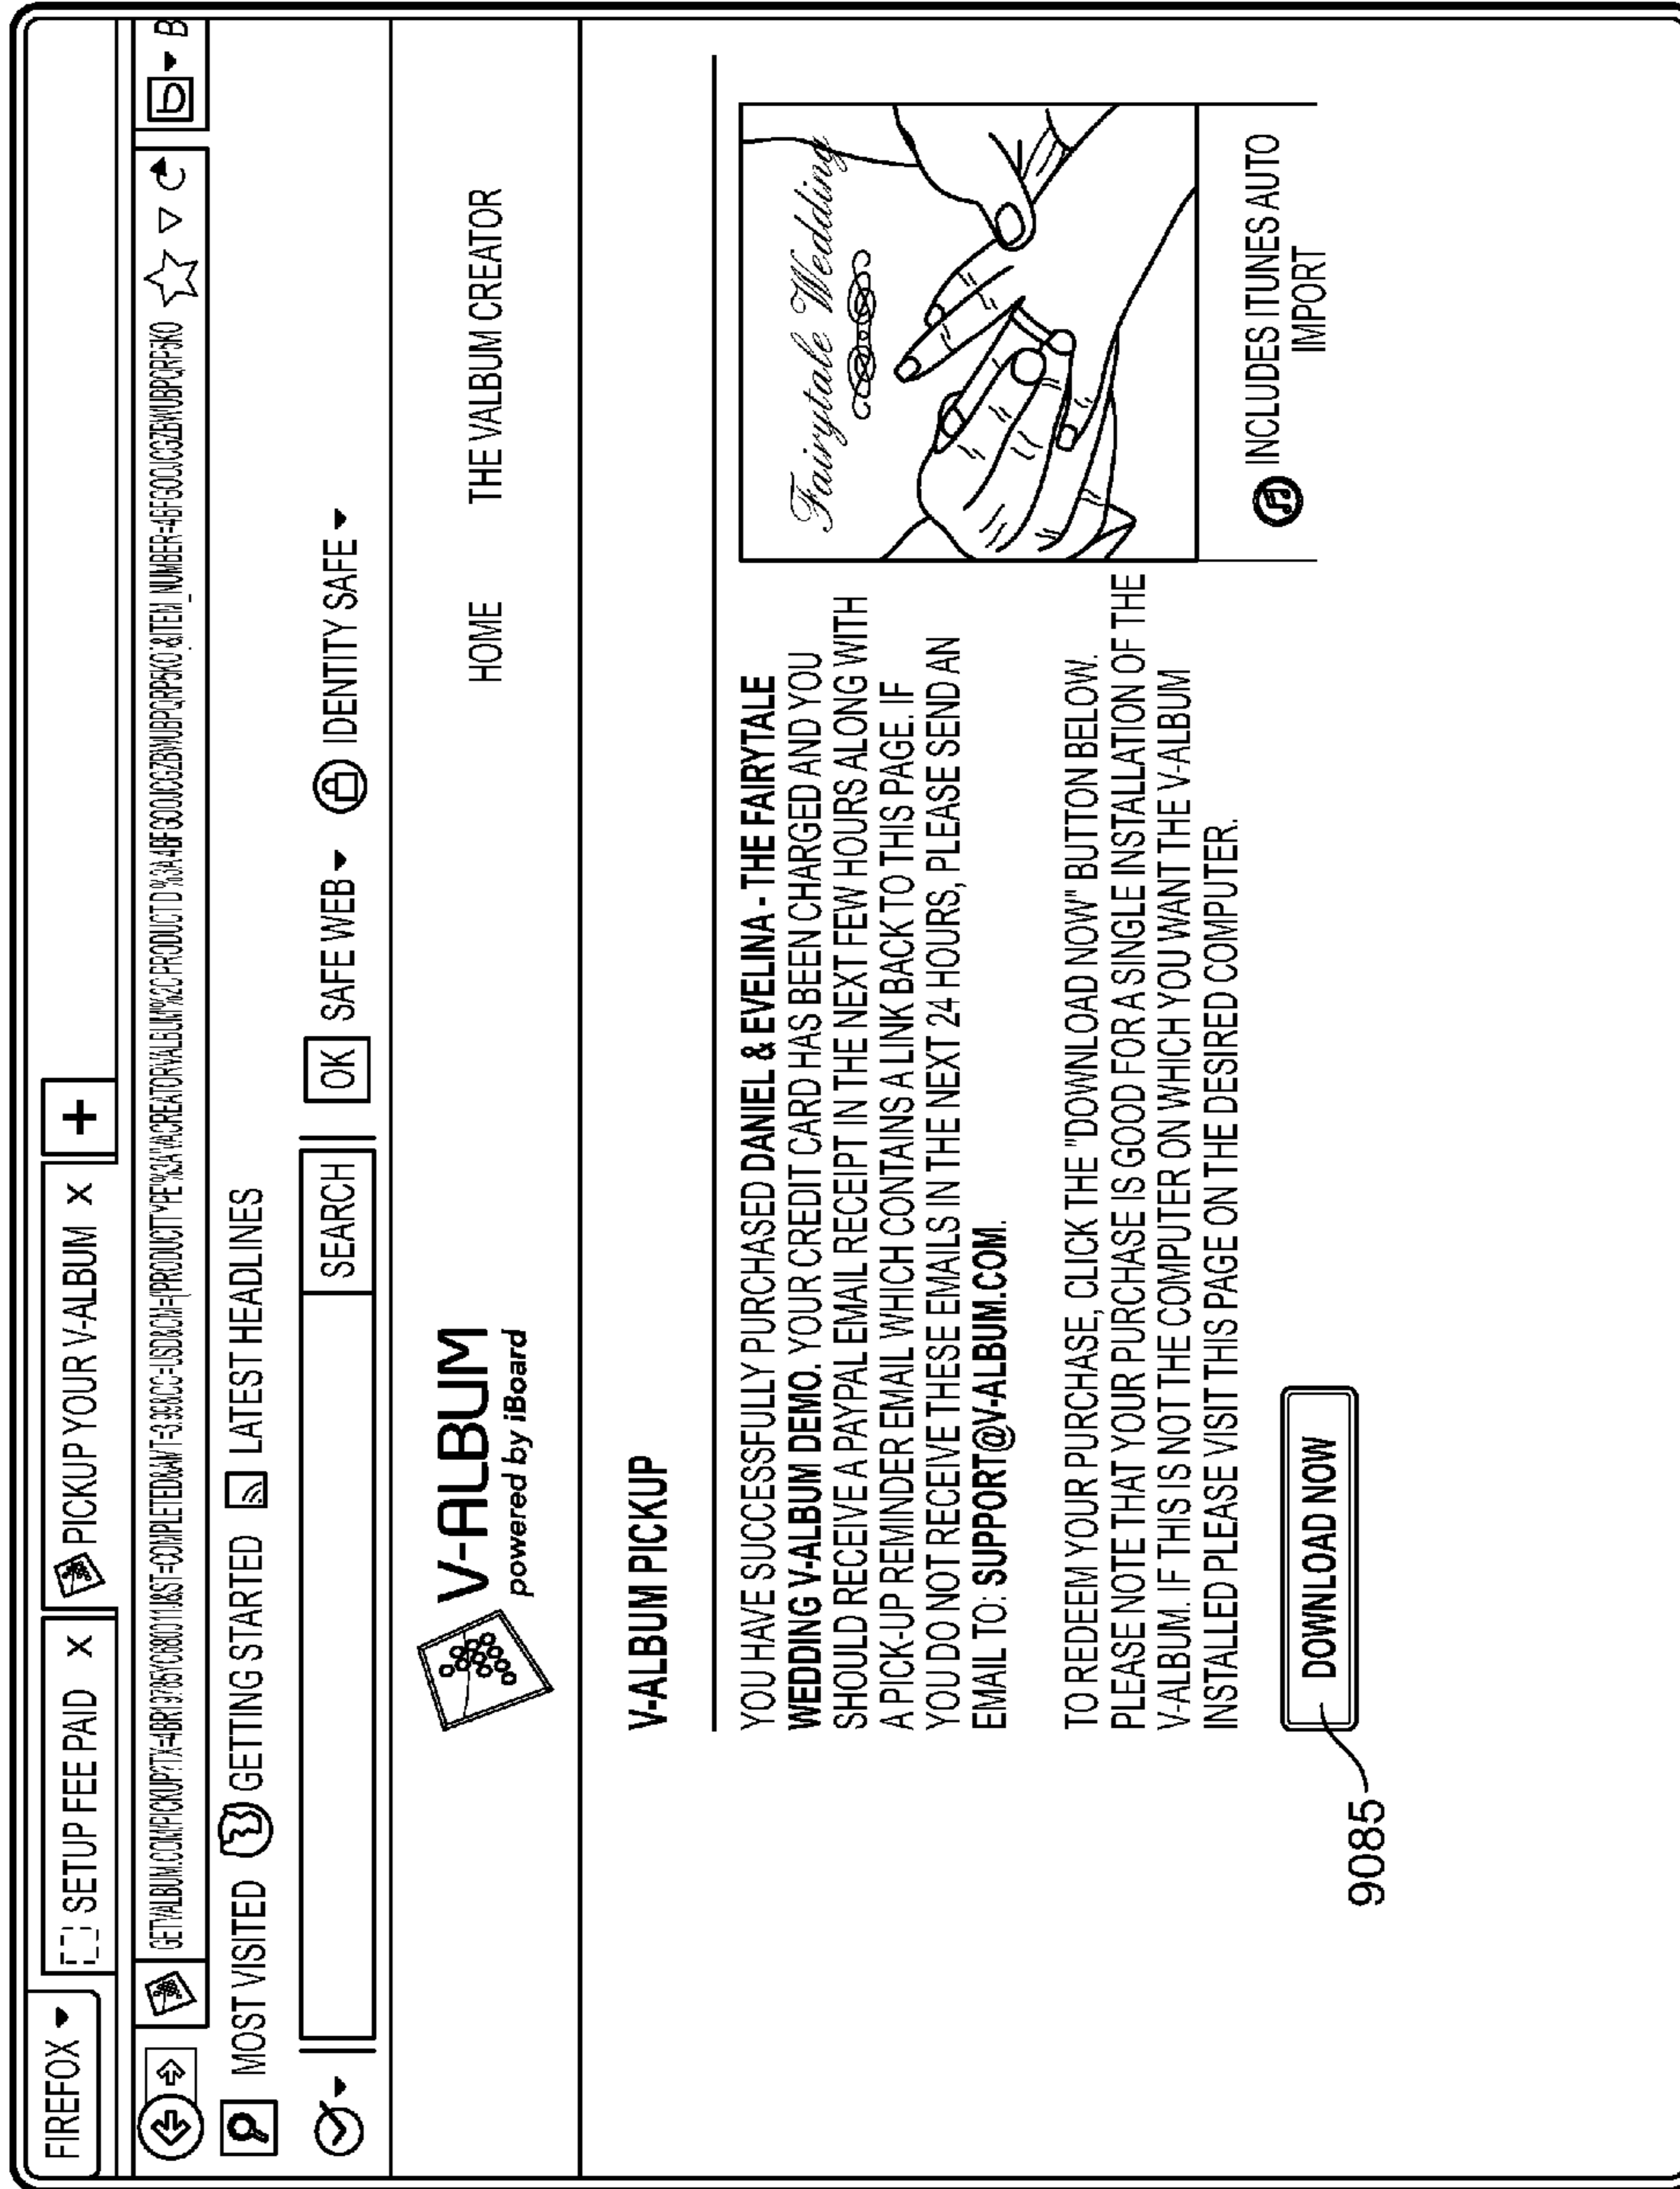 FIREFOX
SETUP FEE PAID X
PICKUP YOUR V-ALBUM X
+
B
MOST VISITED
GETTING STARTED
LATEST HEADLINES
SEARCH
OK
SAFE WEB
IDENTITY SAFE
V-ALBUM
powered by iBoard
HOME
THE VALBUM CREATOR
V-ALBUM PICKUP
YOU HAVE SUCCESSFULLY PURCHASED DANIEL & EVELINA - THE FAIRYTALE
WEDDING V-ALBUM DEMO. YOUR CREDIT CARD HAS BEEN CHARGED AND YOU
SHOULD RECEIVE A PAYPAL EMAIL RECEIPT IN THE NEXT FEW HOURS ALONG WITH
A PICK-UP REMINDER EMAIL WHICH CONTAINS A LINK BACK TO THIS PAGE. IF
YOU DO NOT RECEIVE THESE EMAILS IN THE NEXT 24 HOURS, PLEASE SEND AN
EMAIL TO: SUPPORT@V-ALBUM.COM.
TO REDEEM YOUR PURCHASE, CLICK THE "DOWNLOAD NOW" BUTTON BELOW.
PLEASE NOTE THAT YOUR PURCHASE IS GOOD FOR A SINGLE INSTALLATION OF THE
V-ALBUM. IF THIS IS NOT THE COMPUTER ON WHICH YOU WANT THE V-ALBUM
INSTALLED PLEASE VISIT THIS PAGE ON THE DESIRED COMPUTER.
DOWNLOAD NOW
9085
Fairytale Wedding
INCLUDES ITUNES AUTO
IMPORT